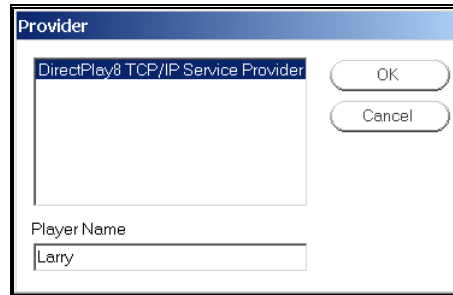 Provider
DirectPlay8 TCP/IP Service Provider
OK
Cancel
Player Name
Larry